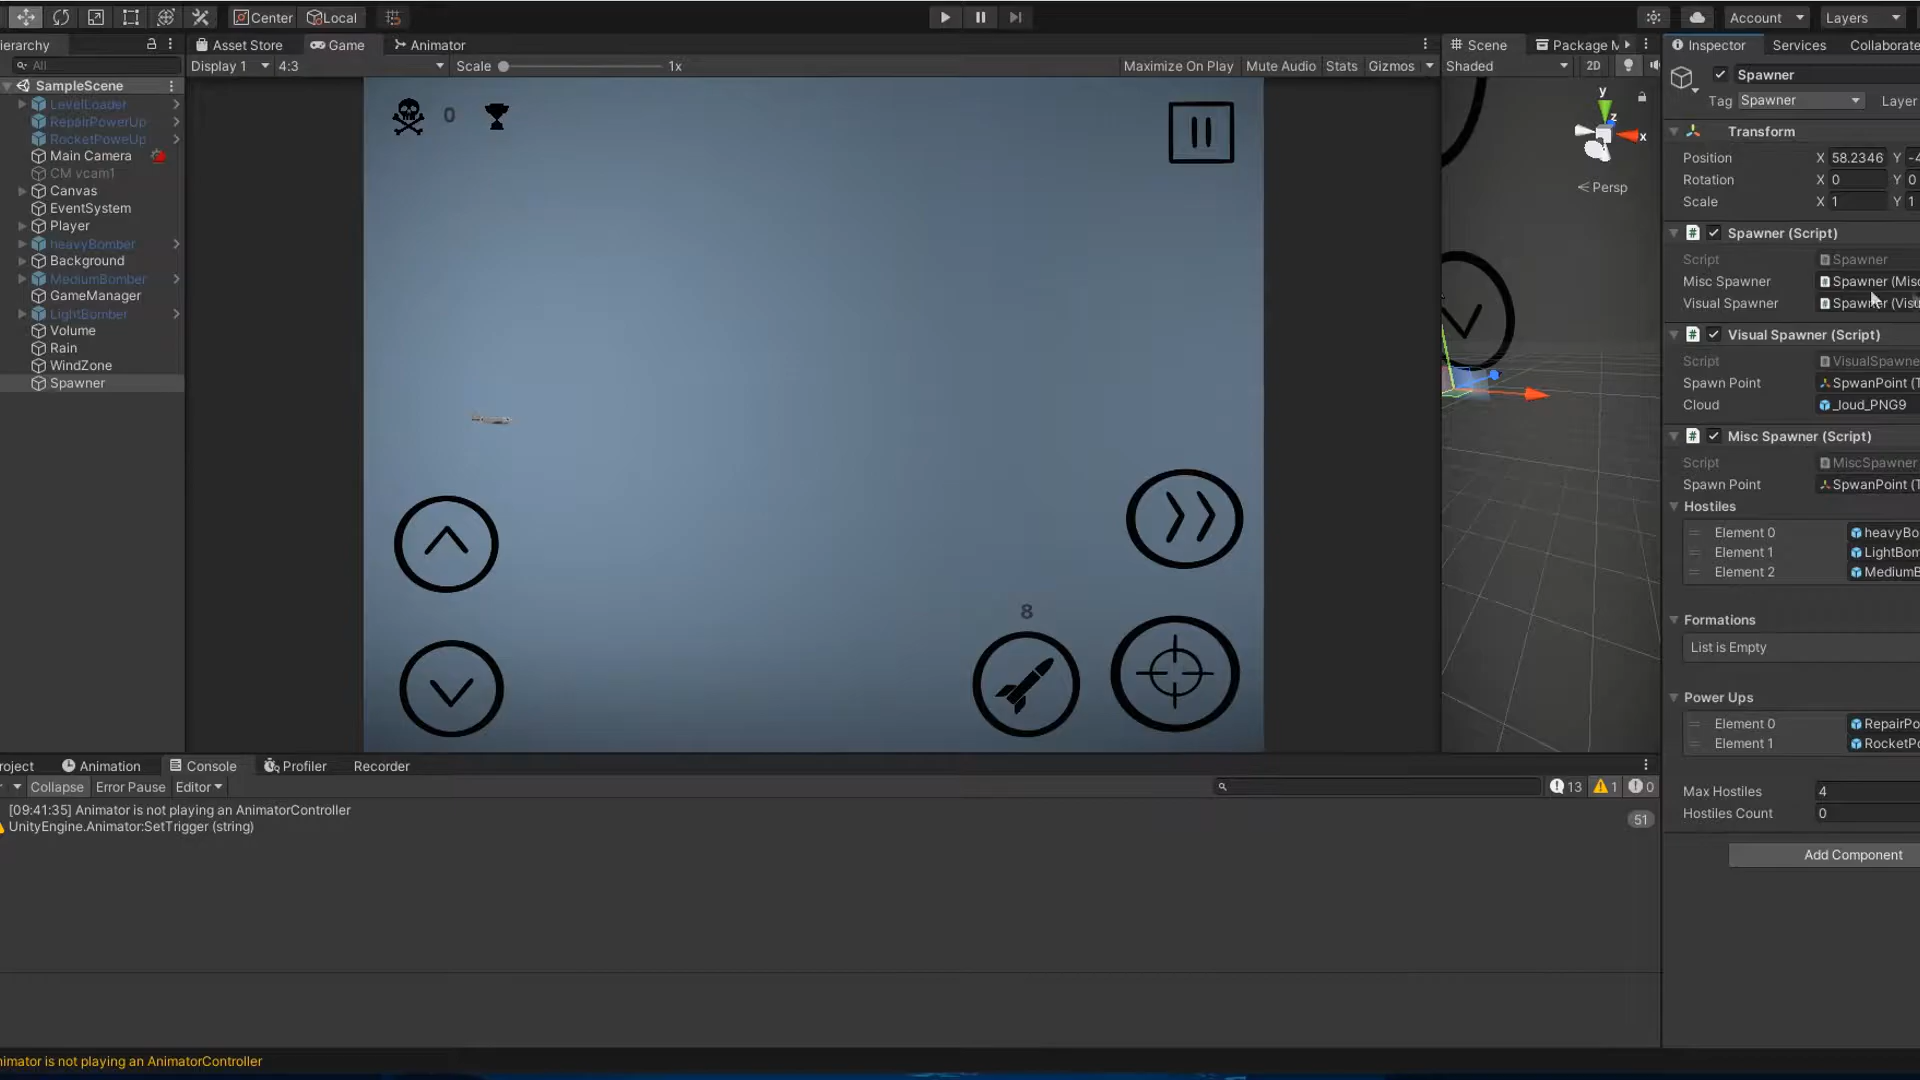 Center
Local
Account
Layers
ierarchy
Asset Store
Game
Animator
Scene
Package M
Inspector
Services
Collaborate
All
Display 1
4:3
Scale
1x
Maximize On Play
Mute Audio
Stats
Gizmos
Shaded
2D
Spawner
Tag
Spawner
Layer
SampleScene
LevelLoader
RepairPowerUp
RocketPoweUp
Main Camera
CM vcam1
Canvas
EventSystem
Player
heavyBomber
Background
MediumBomber
GameManager
LightBomber
Volume
Rain
WindZone
Spawner
0
8
y
z
x
Persp
Transform
Position
X 58.2346 Y -4
Rotation
X 0 Y 0
Scale
X 1 Y 1
Spawner (Script)
Script
Spawner
Misc Spawner
Spawner (Misc
Visual Spawner
Spawner (Visu
Visual Spawner (Script)
Script
VisualSpawne
Spawn Point
SpwanPoint (T
Cloud
_loud_PNG9
Misc Spawner (Script)
Script
MiscSpawner
Spawn Point
SpwanPoint (T
Hostiles
Element 0
heavyBo
Element 1
LightBom
Element 2
MediumB
Formations
List is Empty
Power Ups
Element 0
RepairPo
Element 1
RocketPo
Max Hostiles
4
Hostiles Count
0
Add Component
roject
Animation
Console
Profiler
Recorder
Collapse
Error Pause
Editor
13
1
0
[09:41:35] Animator is not playing an AnimatorController
UnityEngine.Animator:SetTrigger (string)
51
nimator is not playing an AnimatorController